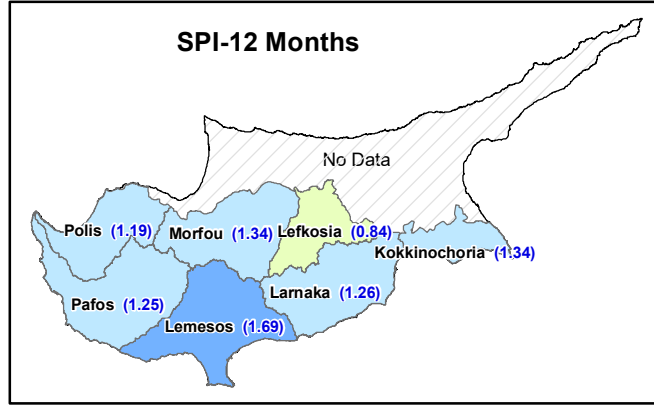 SPI-12 Months
No Data
Polis (1.19)
Morfou (1.34)
Lefkosia (0.84)
Kokkinochoria (1.34)
Pafos (1.25)
Larnaka (1.26)
Lemesos (1.69)